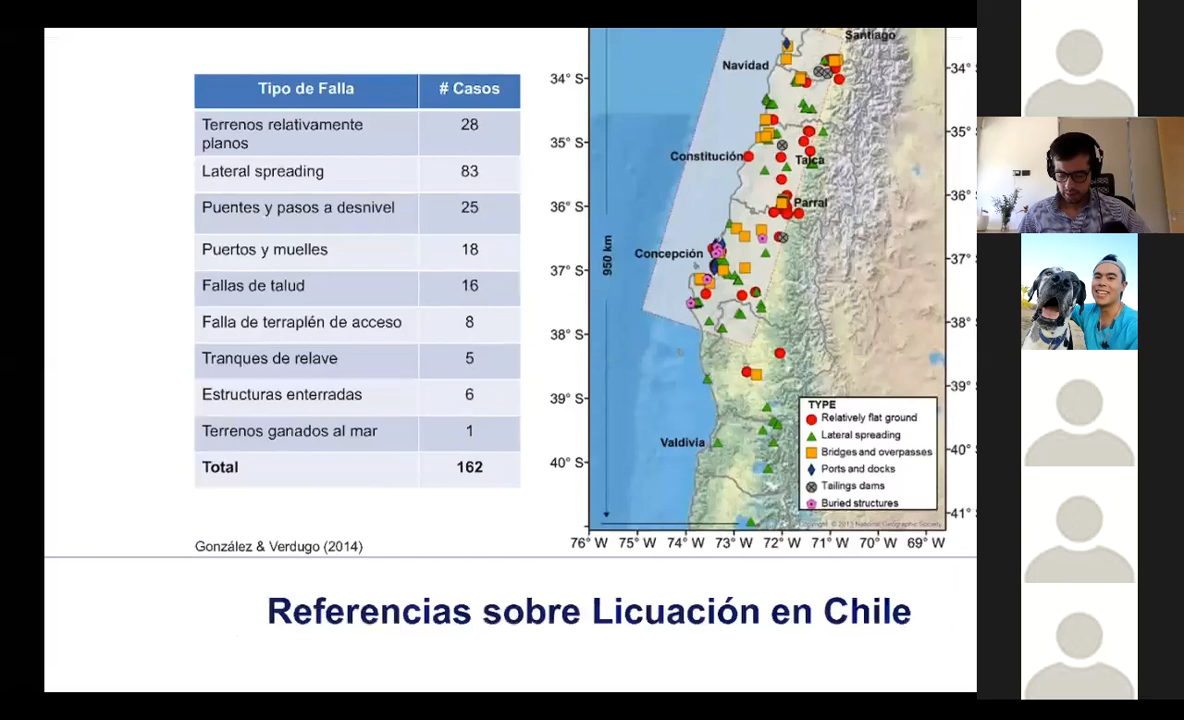 Tipo de Falla # Casos
Terrenos relativamente
planos 28
Lateral spreading 83
Puentes y pasos a desnivel 25
Puertos y muelles 18
Fallas de talud 16
Falla de terraplén de acceso 8
Tranques de relave 5
Estructuras enterradas 6
Terrenos ganados al mar 1
Total 162
González & Verdugo (2014)
Santiago
Navidad
Constitución
Talca
Parral
Concepción
Valdivia
950 km
34° S
35° S
36° S
37° S
38° S
39° S
40° S
34°
35°
36°
37°
38°
39°
40°
41°
76° W 75° W 74° W 73° W 72° W 71° W 70° W 69° W
TYPE
Relatively flat ground
Lateral spreading
Bridges and overpasses
Ports and docks
Tailings dams
Buried structures
Copyright: © 2013 National Geographic Society
Referencias sobre Licuación en Chile